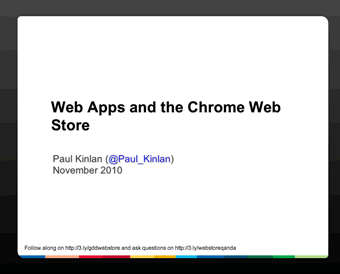 Web Apps and the Chrome Web
Store
Paul Kinlan (@Paul_Kinlan)
November 2010
Follow along on http://3.ly/gddwebstore and ask questions on http://3.ly/webstoreqanda